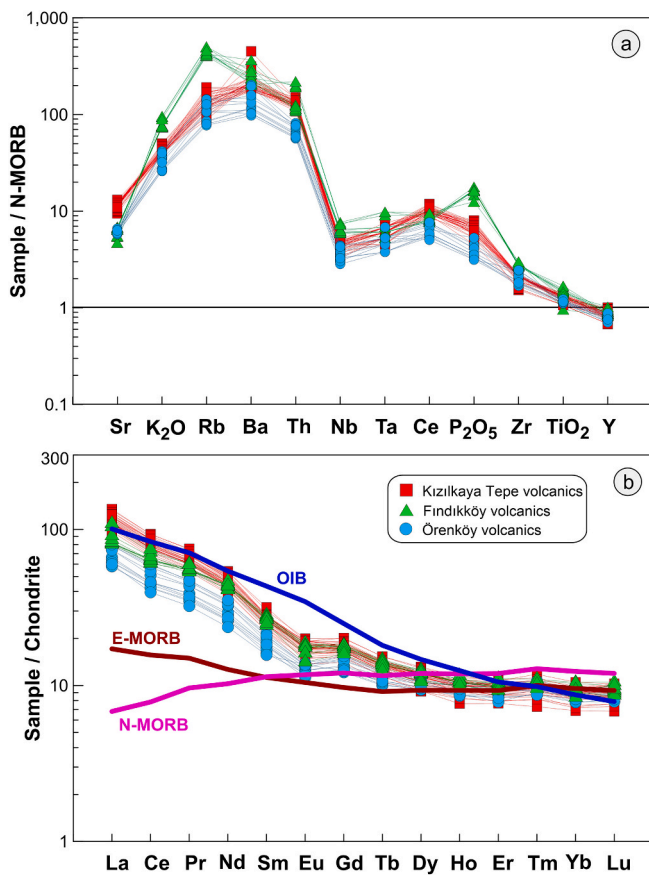 1,000
a
100
10
1
0.1
Sample / N-MORB
Sr K₂O Rb Ba Th Nb Ta Ce P₂O₅ Zr TiO₂ Y
300
b
Kızılkaya Tepe volcanics
Fındıkköy volcanics
Örenköy volcanics
100
OIB
E-MORB
10
N-MORB
1
Sample / Chondrite
La Ce Pr Nd Sm Eu Gd Tb Dy Ho Er Tm Yb Lu